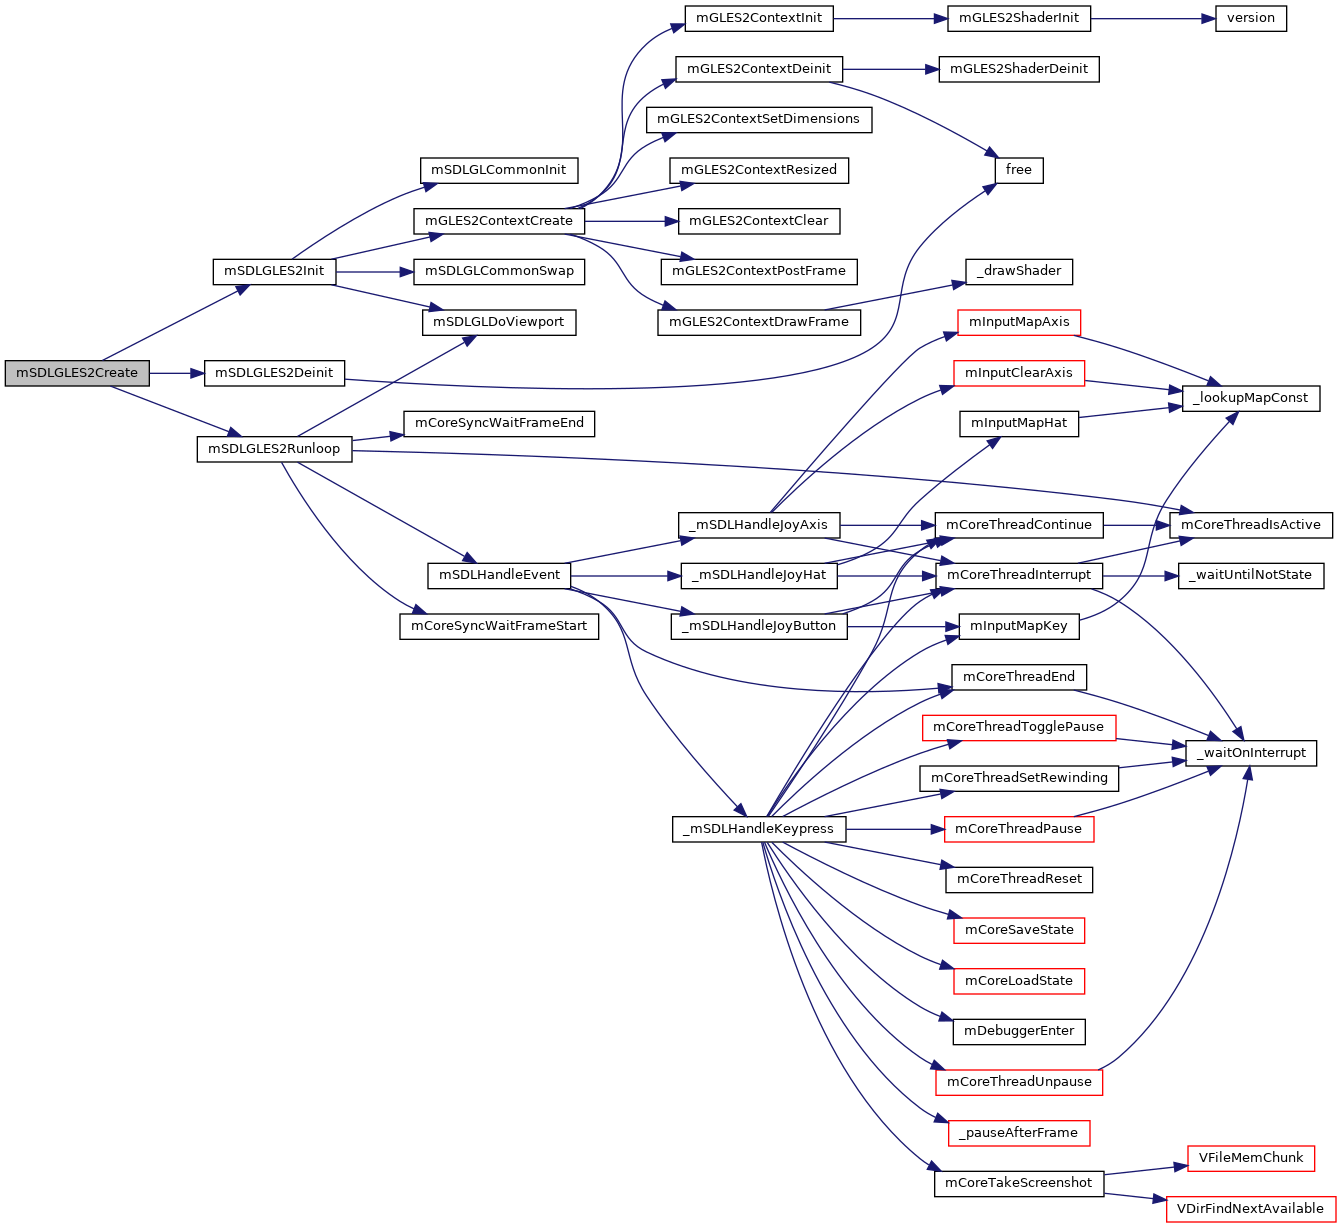 mGLES2ContextInit
mGLES2ShaderInit
version
mGLES2ContextDeinit
mGLES2ShaderDeinit
mGLES2ContextSetDimensions
mSDLGLCommonInit
mGLES2ContextResized
free
mGLES2ContextCreate
mGLES2ContextClear
mSDLGLES2Init
mSDLGLCommonSwap
mGLES2ContextPostFrame
_drawShader
mSDLGLDoViewport
mGLES2ContextDrawFrame
mInputMapAxis
mSDLGLES2Create
mSDLGLES2Deinit
mInputClearAxis
_lookupMapConst
mCoreSyncWaitFrameEnd
mInputMapHat
mSDLGLES2Runloop
_mSDLHandleJoyAxis
mCoreThreadContinue
mCoreThreadIsActive
mSDLHandleEvent
_mSDLHandleJoyHat
mCoreThreadInterrupt
_waitUntilNotState
mCoreSyncWaitFrameStart
_mSDLHandleJoyButton
mInputMapKey
mCoreThreadEnd
mCoreThreadTogglePause
_waitOnInterrupt
mCoreThreadSetRewinding
_mSDLHandleKeypress
mCoreThreadPause
mCoreThreadReset
mCoreSaveState
mCoreLoadState
mDebuggerEnter
mCoreThreadUnpause
_pauseAfterFrame
VFileMemChunk
mCoreTakeScreenshot
VDirFindNextAvailable